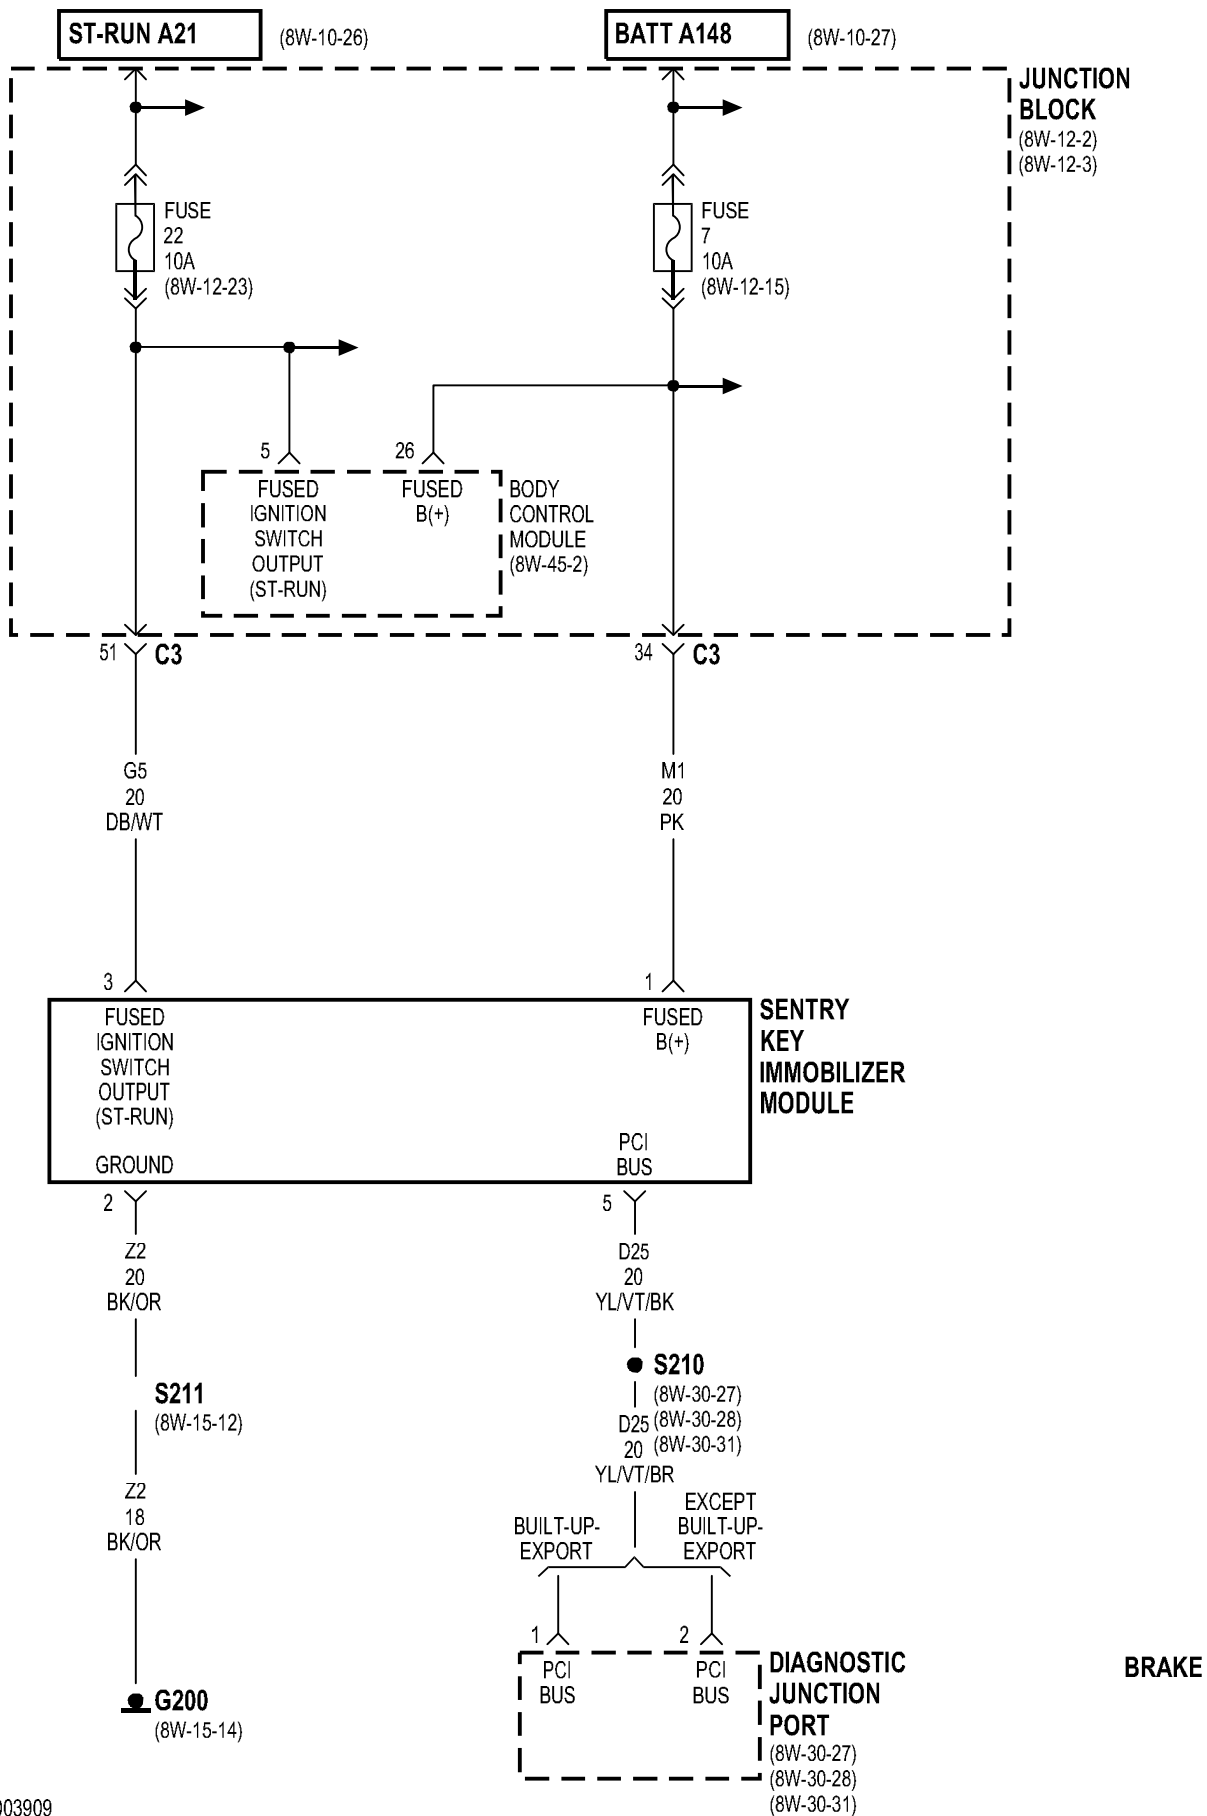 ST-RUN A21
(8W-10-26)
BATT A148
(8W-10-27)
JUNCTION
BLOCK
(8W-12-2)
(8W-12-3)
FUSE
22
10A
(8W-12-23)
FUSE
7
10A
(8W-12-15)
5
26
FUSED
IGNITION
SWITCH
OUTPUT
(ST-RUN)
FUSED
B(+)
BODY
CONTROL
MODULE
(8W-45-2)
51
C3
34
C3
G5
20
DB/WT
M1
20
PK
3
1
FUSED
IGNITION
SWITCH
OUTPUT
(ST-RUN)
FUSED
B(+)
SENTRY
KEY
IMMOBILIZER
MODULE
GROUND
PCI
BUS
2
5
Z2
20
BK/OR
D25
20
YL/VT/BK
S211
(8W-15-12)
S210
(8W-30-27)
(8W-30-28)
(8W-30-31)
D25
20
YL/VT/BR
Z2
18
BK/OR
BUILT-UP-
EXPORT
EXCEPT
BUILT-UP-
EXPORT
1
2
PCI
BUS
PCI
BUS
DIAGNOSTIC
JUNCTION
PORT
(8W-30-27)
(8W-30-28)
(8W-30-31)
BRAKE
G200
(8W-15-14)
003909